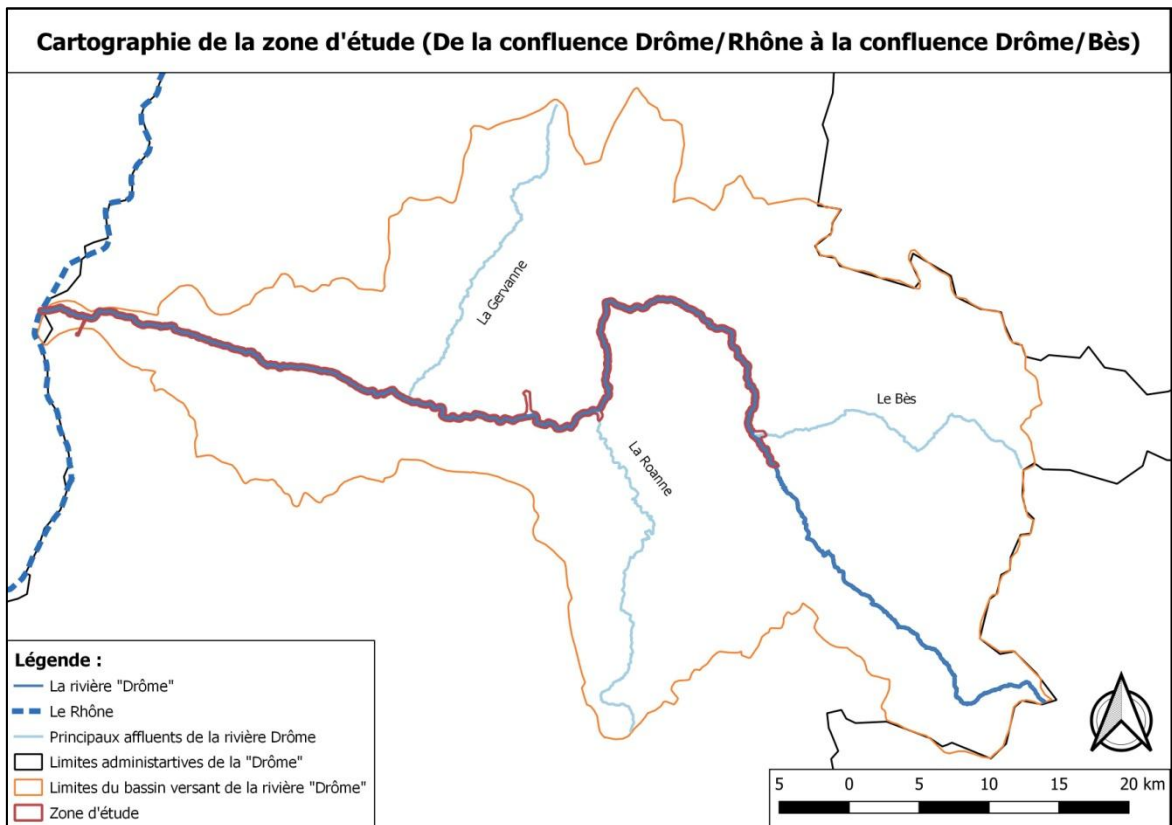 Cartographie de la zone d'étude (De la confluence Drôme/Rhône à la confluence Drôme/Bès)
La Gervanne
Le Bès
La Roanne
Légende :
La rivière "Drôme"
Le Rhône
Principaux affluents de la rivière Drôme
Limites administartives de la "Drôme"
Limites du bassin versant de la rivière "Drôme"
Zone d'étude
5 0 5 10 15 20 km